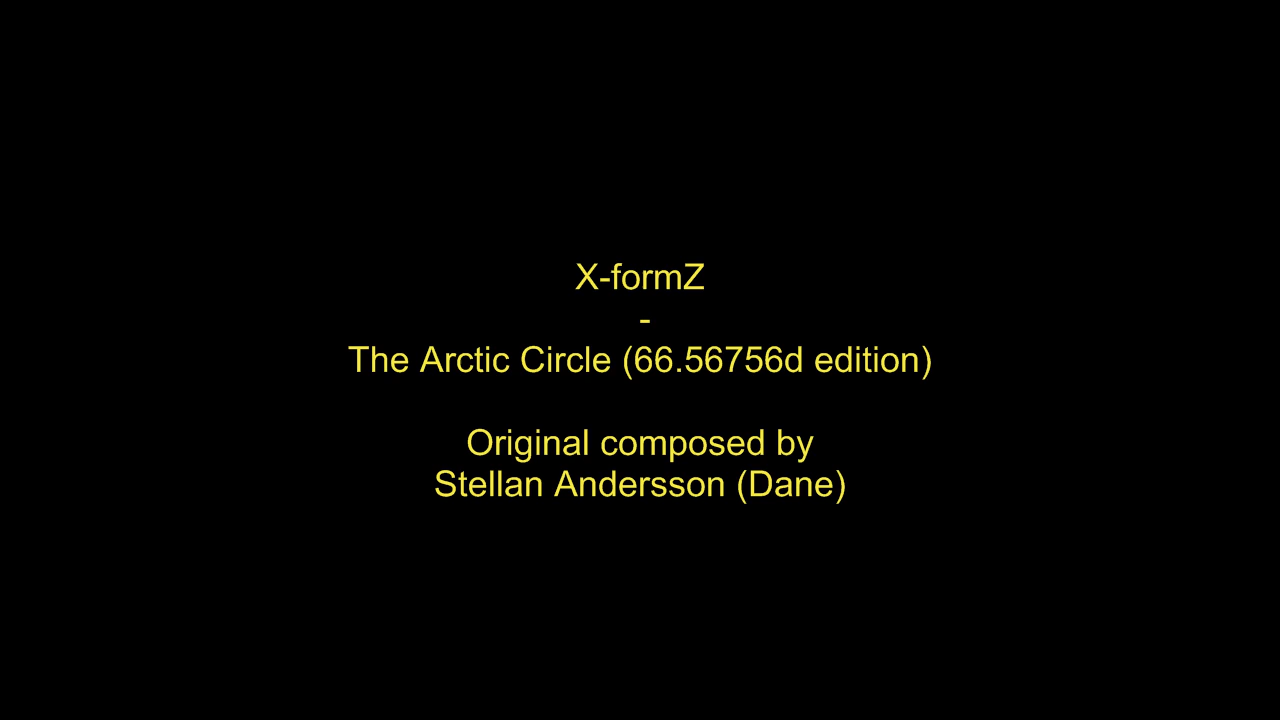 X-formZ
-
The Arctic Circle (66.56756d edition)
Original composed by
Stellan Andersson (Dane)